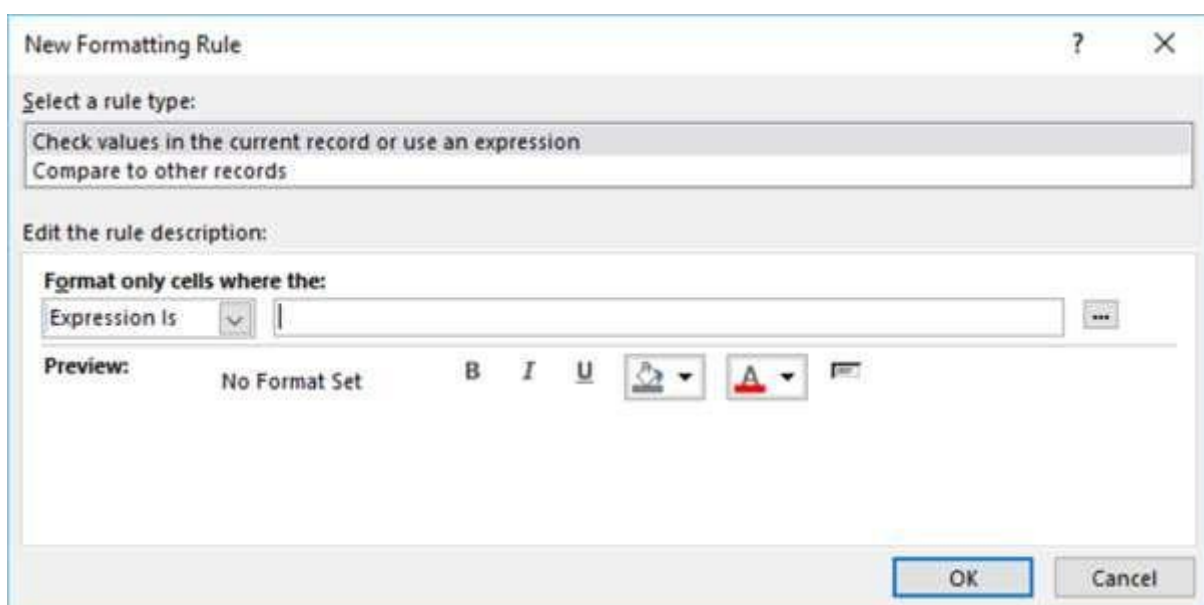 New Formatting Rule ? ×
Select a rule type:
Check values in the current record or use an expression
Compare to other records
Edit the rule description:
Format only cells where the:
Expression Is ...
Preview: No Format Set B I U A
OK Cancel